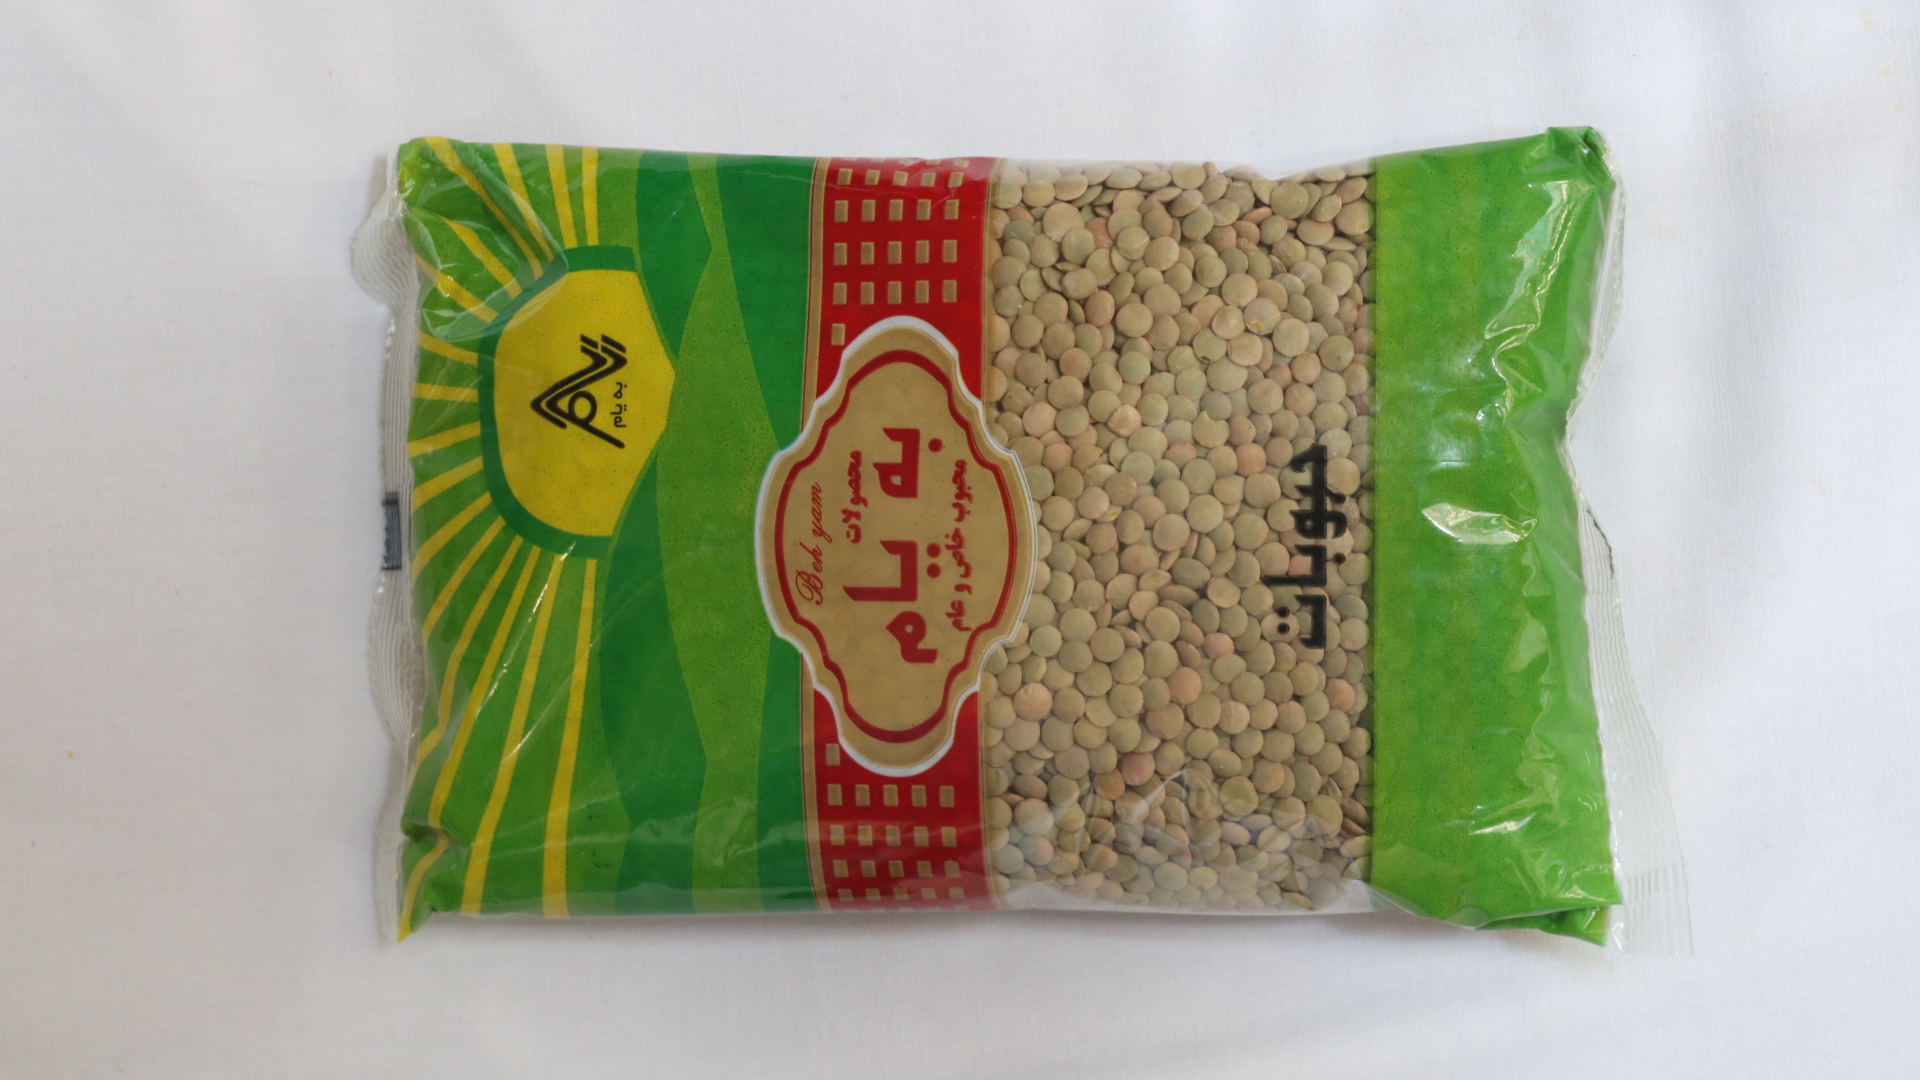 به یام
Beh yam
محصولات
به یام
محبوب خاص و عام
حبوبات